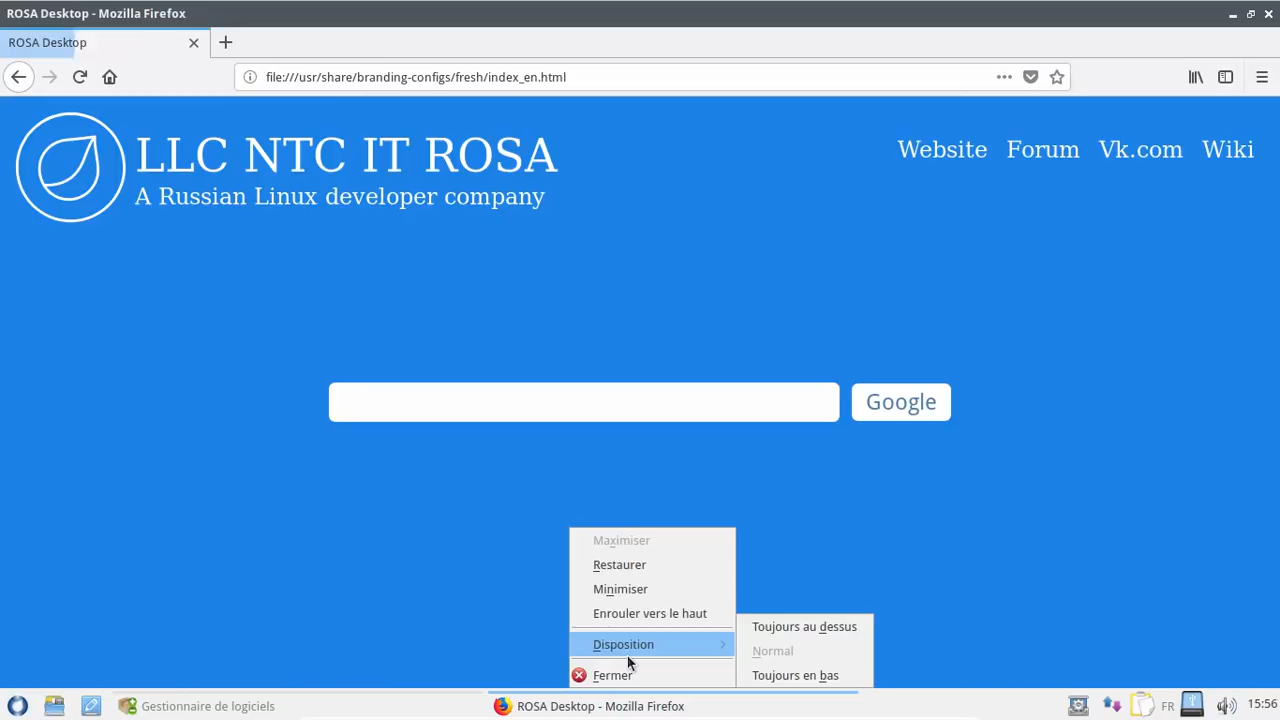 ROSA Desktop - Mozilla Firefox
ROSA Desktop
file:///usr/share/branding-configs/fresh/index_en.html
LLC NTC IT ROSA
A Russian Linux developer company
Website Forum Vk.com Wiki
Google
Maximiser
Restaurer
Minimiser
Enrouler vers le haut
Disposition
Fermer
Toujours au dessus
Normal
Toujours en bas
Gestionnaire de logiciels
ROSA Desktop - Mozilla Firefox
FR
15:56